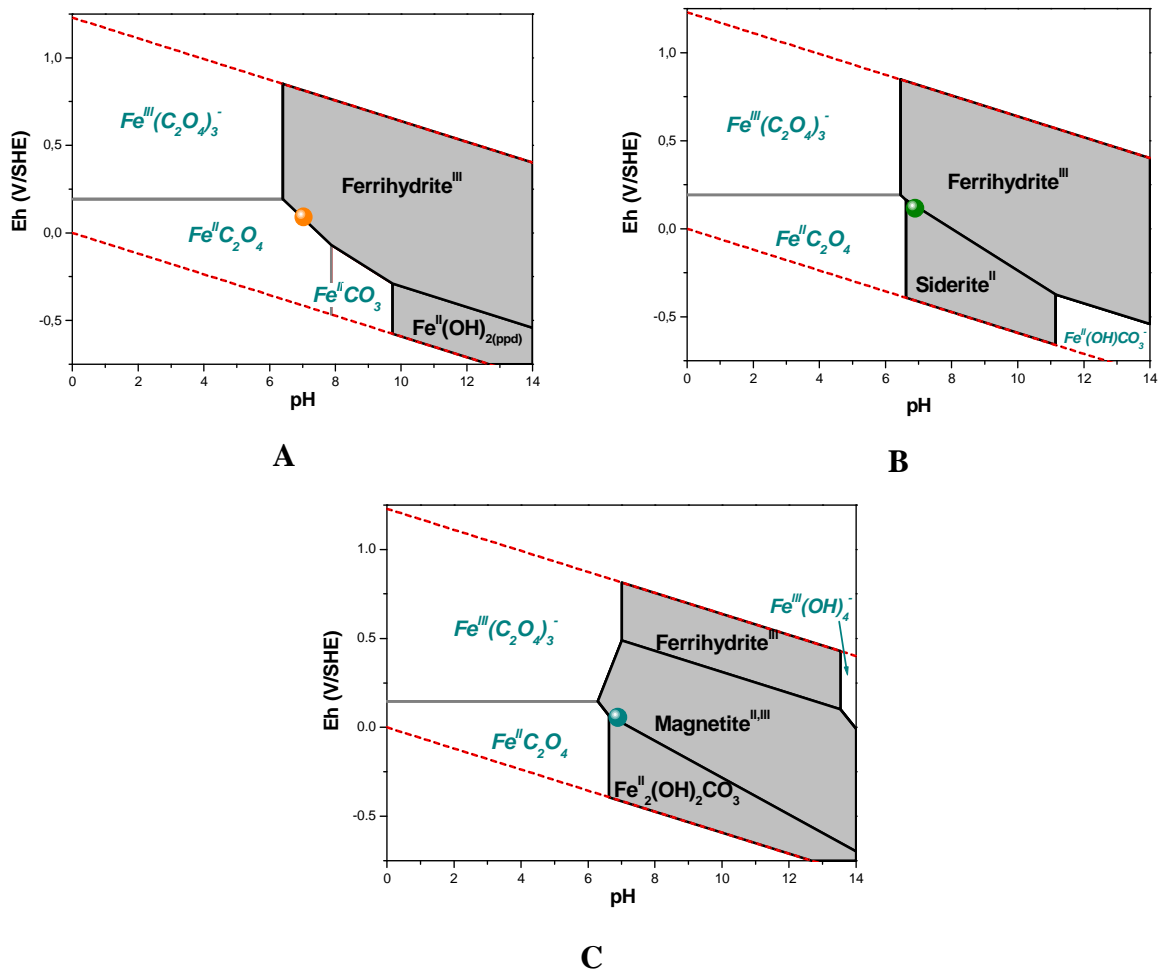 1,0
0,5
0,0
-0,5
Eh (V/SHE)
0 2 4 6 8 10 12 14
pH
Fe^III(C₂O₄)₃⁻
Ferrihydrite^III
Fe^IIC₂O₄
Fe^IICO₃
Fe^II(OH)₂(ppd)
A
1,0
0,5
0,0
-0,5
Eh (V/SHE)
0 2 4 6 8 10 12 14
pH
Fe^III(C₂O₄)₃⁻
Ferrihydrite^III
Fe^IIC₂O₄
Siderite^II
Fe^II(OH)CO₃⁻
B
1.0
0.5
0.0
-0.5
Eh (V/SHE)
0 2 4 6 8 10 12 14
pH
Fe^III(OH)₄⁻
Fe^III(C₂O₄)₃⁻
Ferrihydrite^III
Magnetite^II,III
Fe^IIC₂O₄
Fe^II₂(OH)₂CO₃
C